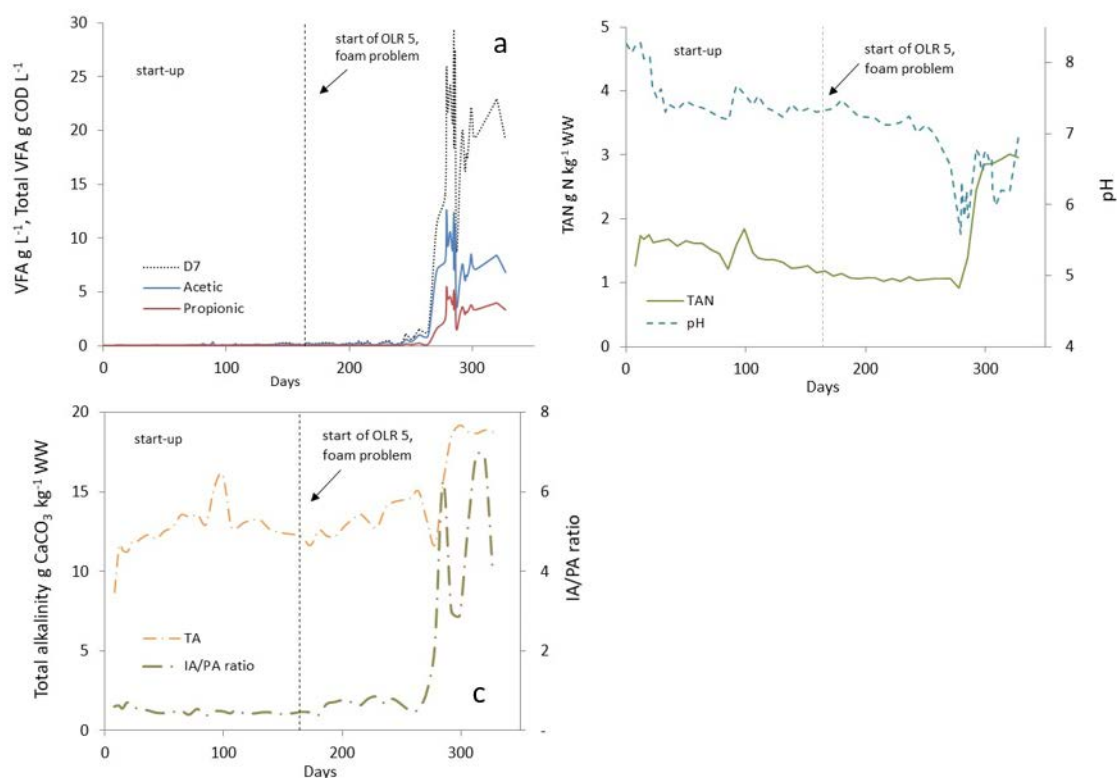 30
25
20
15
10
5
0
VFA g L⁻¹, Total VFA g COD L⁻¹
start-up
start of OLR 5,
foam problem
a
D7
Acetic
Propionic
0 100 200 300
Days
5
4
3
2
1
0
TAN g N kg⁻¹ WW
start-up
start of OLR 5,
foam problem
TAN
pH
8
7
6
5
4
pH
0 100 200 300
Days
20
15
10
5
0
Total alkalinity g CaCO₃ kg⁻¹ WW
start-up
start of OLR 5,
foam problem
TA
IA/PA ratio
c
8
6
4
2
-
IA/PA ratio
0 100 200 300
Days